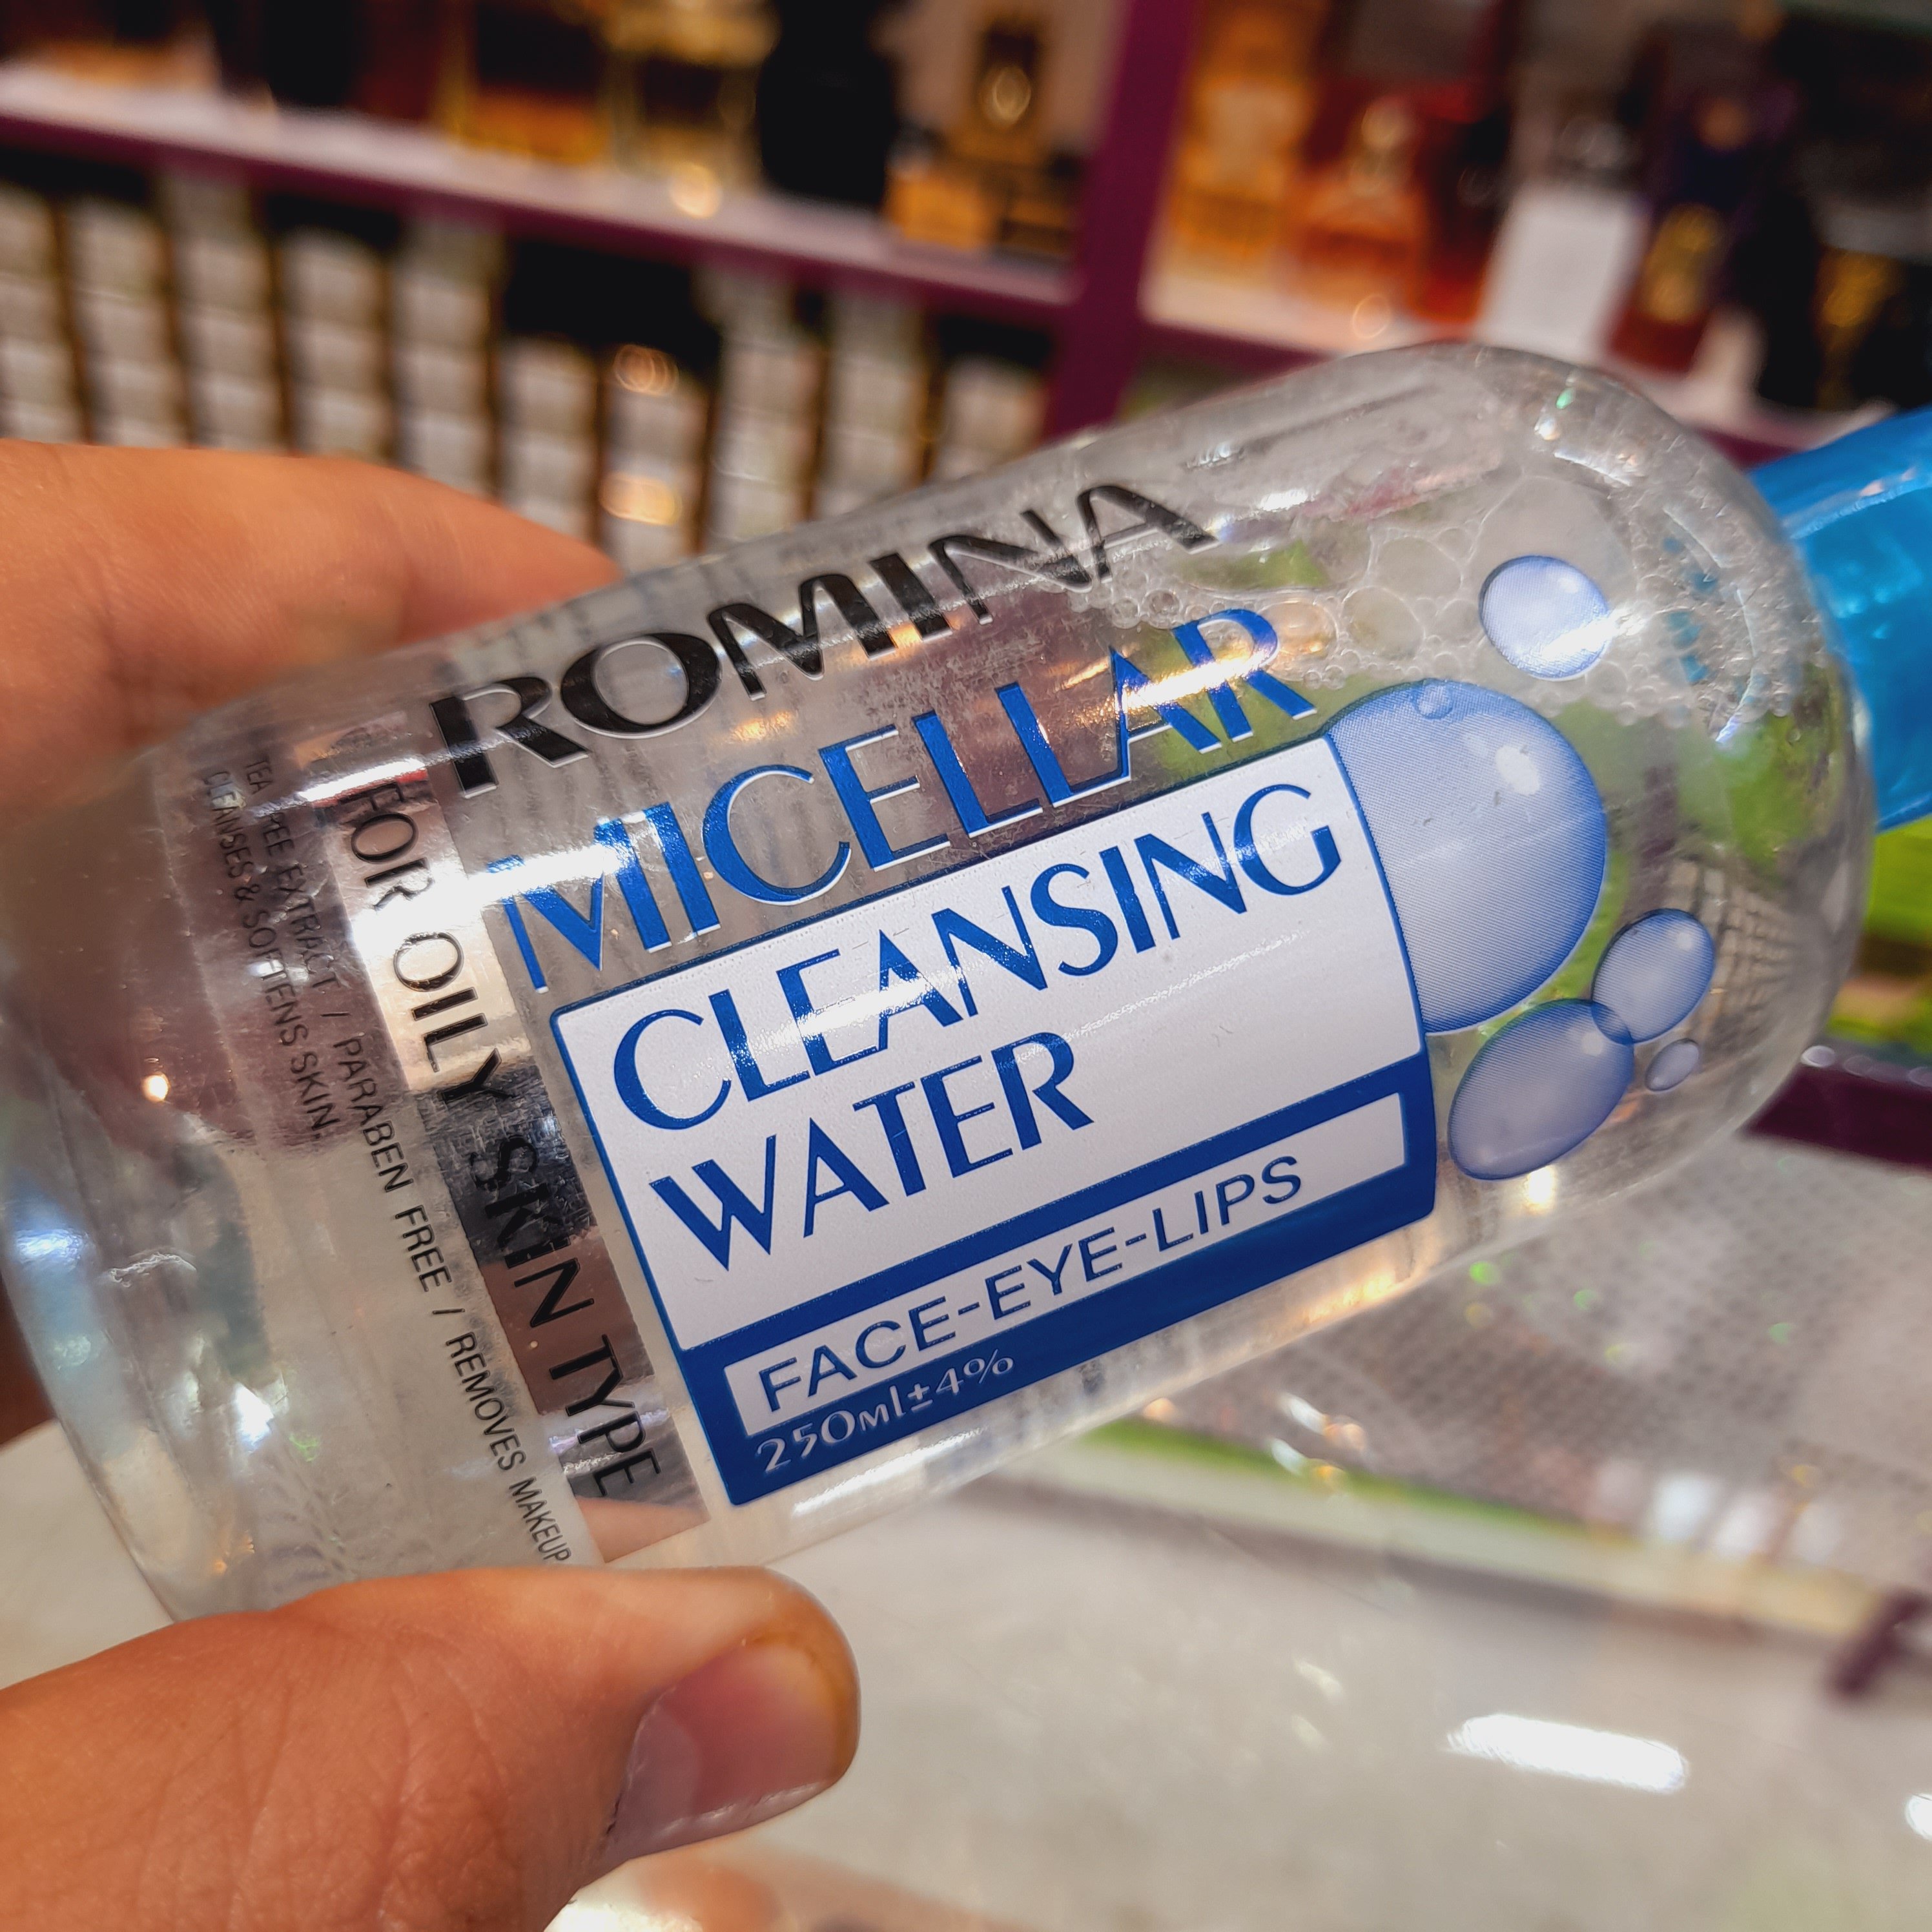 ROMINA
MICELLAR
CLEANSING
WATER
FACE-EYE-LIPS
250ml±4%
FOR OILY SKIN TYPE
TEA TREE EXTRACT / PARABEN FREE / REMOVES MAKEUP
CLEANSES & SOFTENS SKIN.